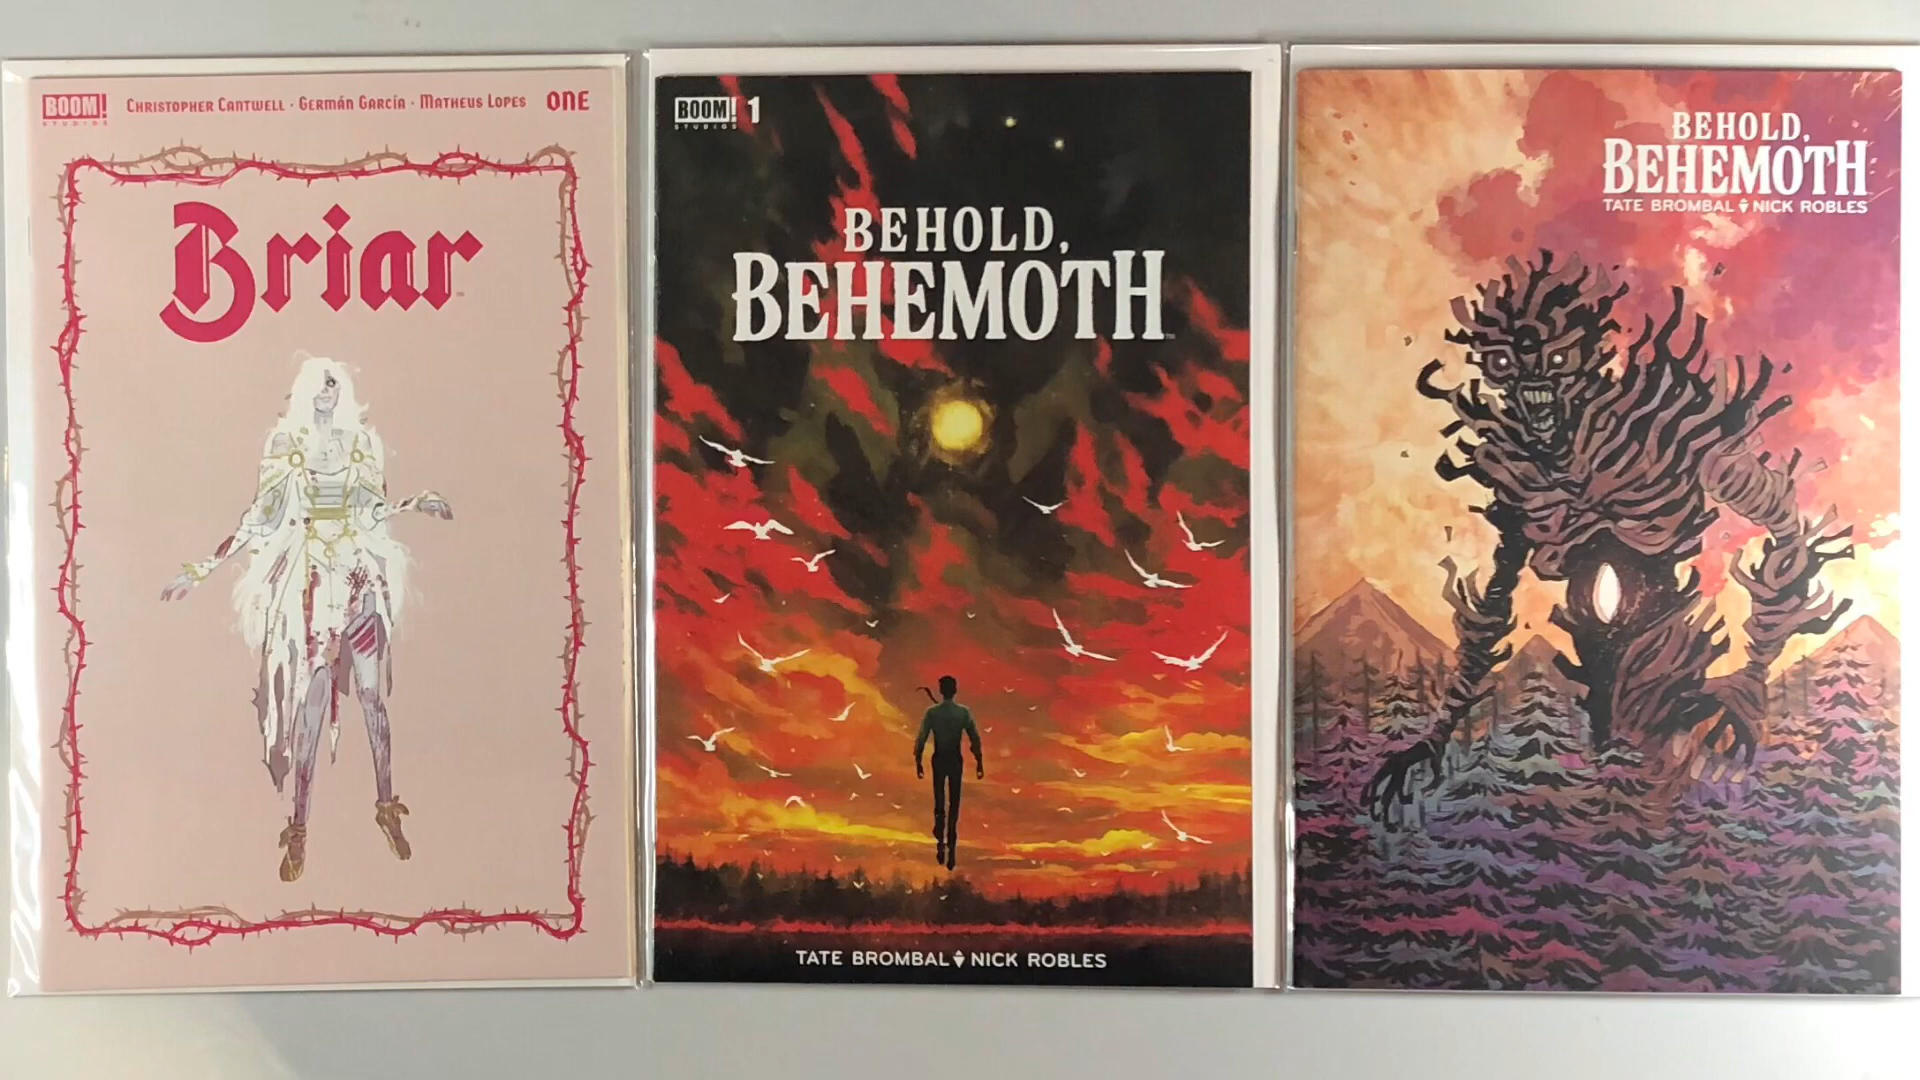 BOOM!
STUDIOS
CHRISTOPHER CANTWELL · GERMÁN GARCÍA · MATHEUS LOPES ONE
Briar
BOOM! 1
STUDIOS
BEHOLD,
BEHEMOTH
TATE BROMBAL NICK ROBLES
BEHOLD,
BEHEMOTH
TATE BROMBAL NICK ROBLES